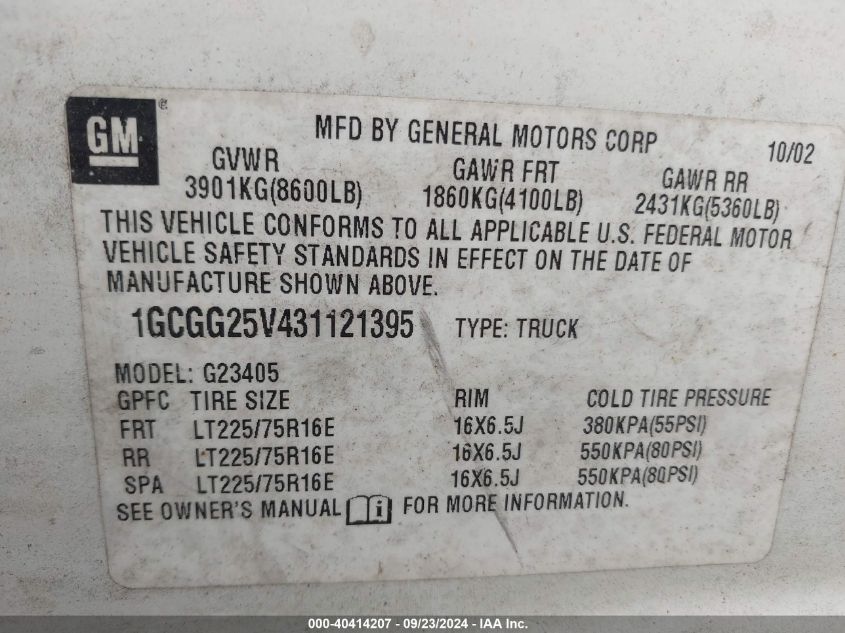 GM ®
MFD BY GENERAL MOTORS CORP 10/02
GVWR GAWR FRT GAWR RR
3901KG(8600LB) 1860KG(4100LB) 2431KG(5360LB)
THIS VEHICLE CONFORMS TO ALL APPLICABLE U.S. FEDERAL MOTOR
VEHICLE SAFETY STANDARDS IN EFFECT ON THE DATE OF
MANUFACTURE SHOWN ABOVE.
1GCGG25V431121395 TYPE: TRUCK
MODEL: G23405
GPFC TIRE SIZE RIM COLD TIRE PRESSURE
FRT LT225/75R16E 16X6.5J 380KPA(55PSI)
RR LT225/75R16E 16X6.5J 550KPA(80PSI)
SPA LT225/75R16E 16X6.5J 550KPA(80PSI)
SEE OWNER'S MANUAL i FOR MORE INFORMATION.
000-40414207 - 09/23/2024 - IAA Inc.